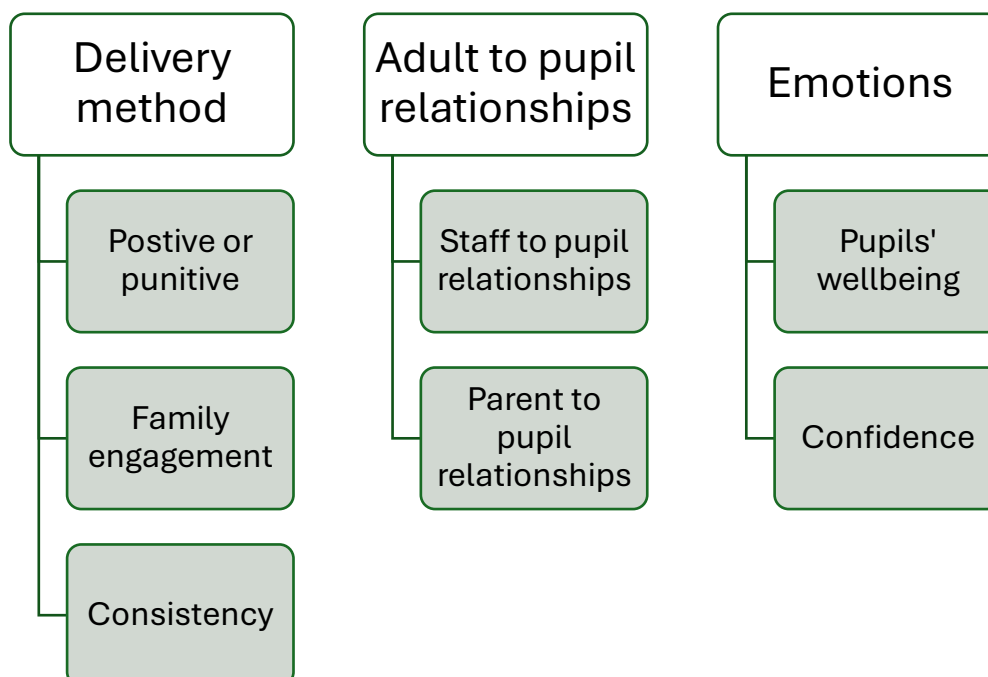 Delivery
method
Postive or
punitive
Family
engagement
Consistency
Adult to pupil
relationships
Staff to pupil
relationships
Parent to
pupil
relationships
Emotions
Pupils'
wellbeing
Confidence